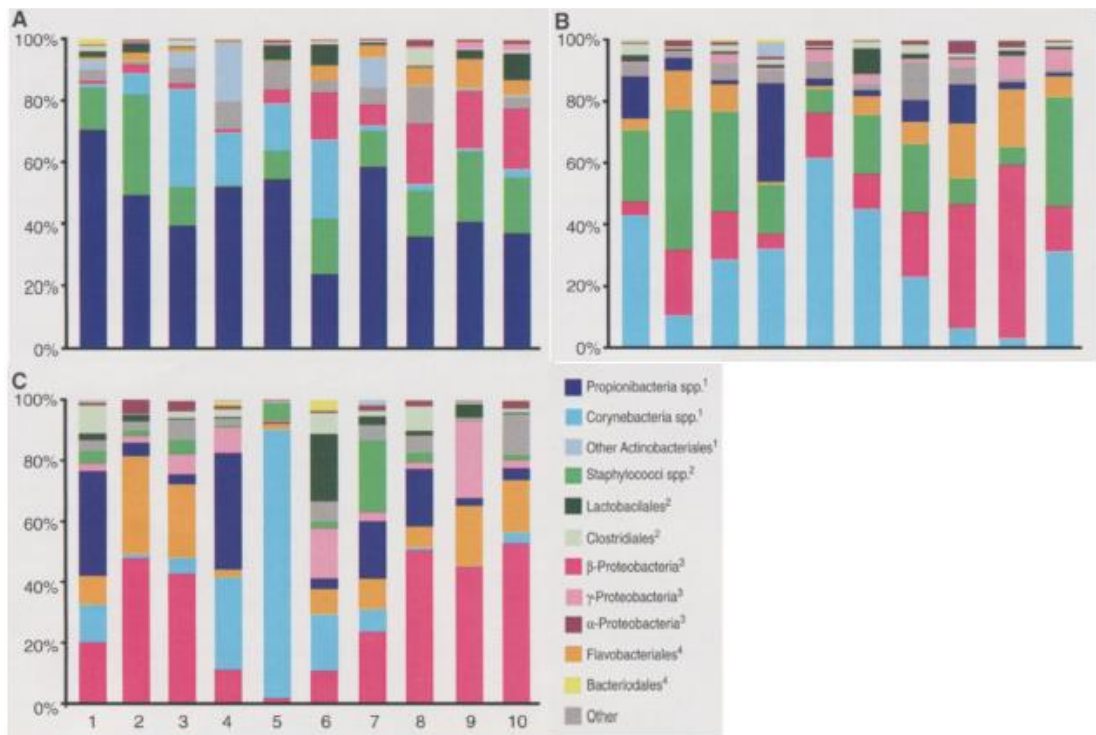 A
100%
80%
60%
40%
20%
0%
B
100%
80%
60%
40%
20%
0%
C
100%
80%
60%
40%
20%
0%
1 2 3 4 5 6 7 8 9 10
Propionibacteria spp.¹
Corynebacteria spp.¹
Other Actinobacteriales¹
Staphylococci spp.²
Lactobacilales²
Clostridiales²
β-Proteobacteria³
γ-Proteobacteria³
α-Proteobacteria³
Flavobacteriales⁴
Bacteriodales⁴
Other